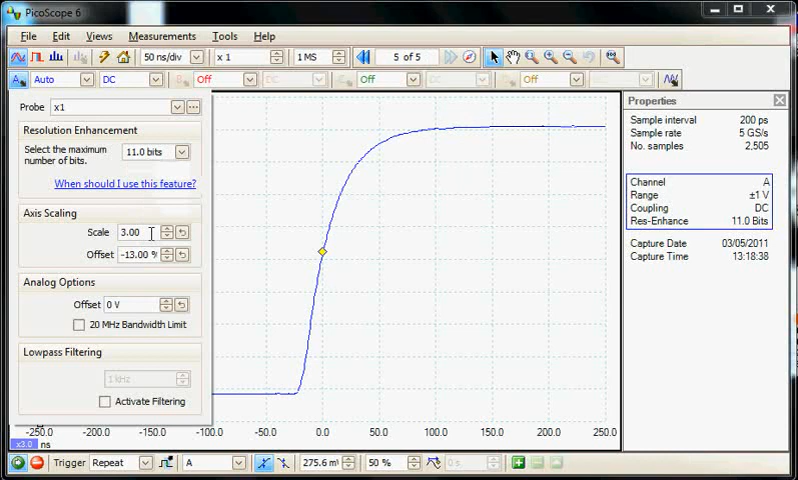 PicoScope 6
File Edit Views Measurements Tools Help
50 ns/div x 1 1 MS 5 of 5
A Auto DC Off Off Off
Probe x1
Resolution Enhancement
Select the maximum number of bits. 11.0 bits
When should I use this feature?
Axis Scaling
Scale 3.00
Offset -13.00 %
Analog Options
Offset 0 V
20 MHz Bandwidth Limit
Lowpass Filtering
1 kHz
Activate Filtering
-250.0 -200.0 -150.0 -100.0 -50.0 0.0 50.0 100.0 150.0 200.0 250.0
x3.0 ns
Properties
Sample interval 200 ps
Sample rate 5 GS/s
No. samples 2,505
Channel A
Range ±1 V
Coupling DC
Res-Enhance 11.0 Bits
Capture Date 03/05/2011
Capture Time 13:18:38
Trigger Repeat A 275.6 m 50 % 0 s